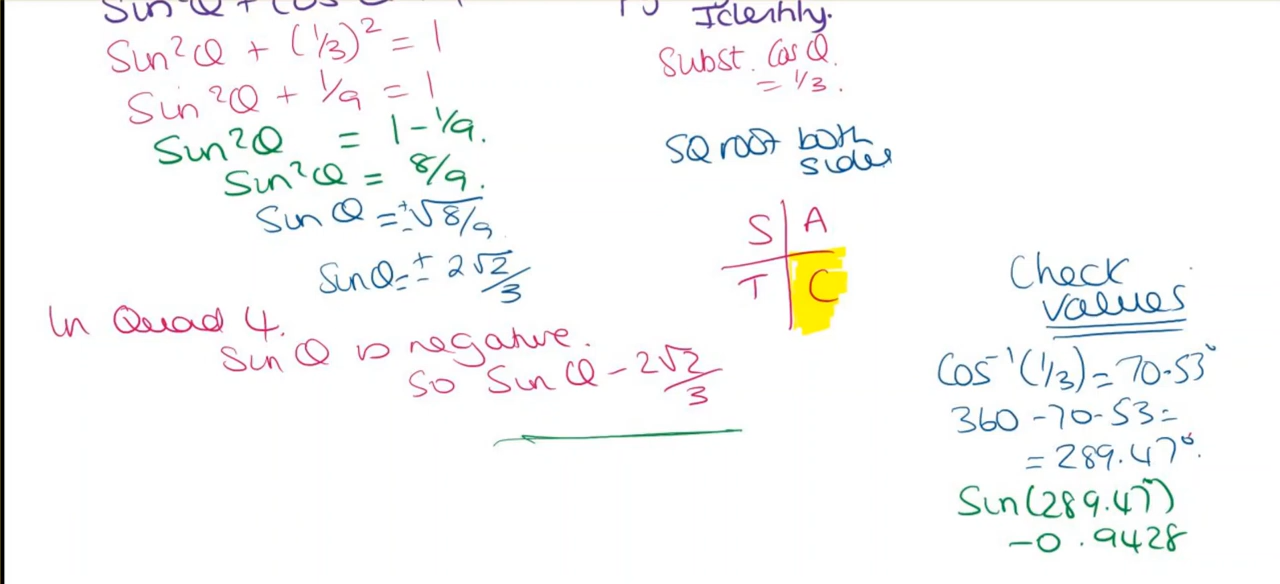 Sin²θ + (1/3)² = 1
Sin²θ + 1/9 = 1
Sin²θ = 1 - 1/9.
Sin²θ = 8/9.
Sin θ = ±√8/9
Sinθ = ± 2√2/3
In Quad 4.
Sin θ is negative.
So Sin θ - 2√2/3
Identity.
Subst. Cos θ.
= 1/3.
SQ root both
sides
S A
T C
Check
values
Cos⁻¹(1/3) = 70.53°
360 - 70.53 =
= 289.47°.
Sin(289.47°)
-0.9428